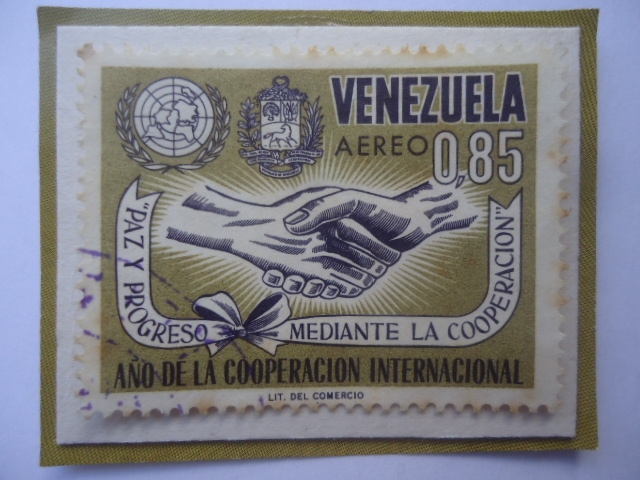 VENEZUELA
AEREO 0,85
"PAZ Y PROGRESO MEDIANTE LA COOPERACION"
AÑO DE LA COOPERACION INTERNACIONAL
LIT. DEL COMERCIO